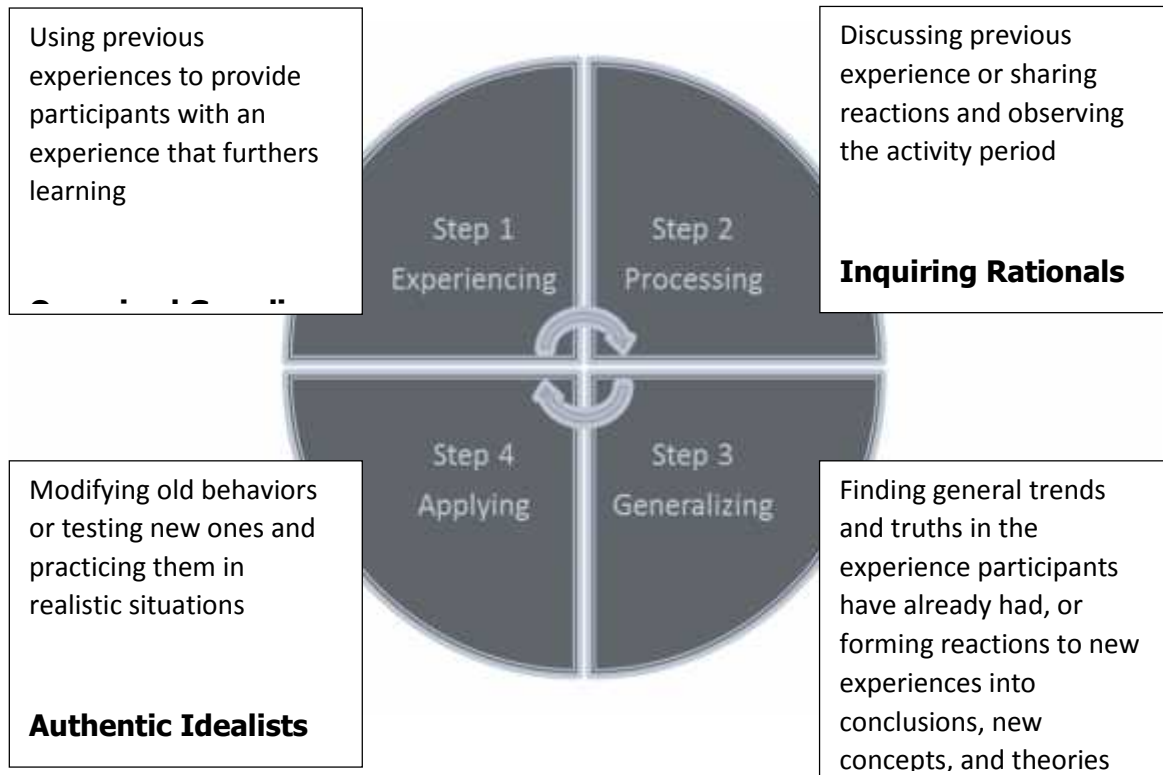 Using previous
experiences to provide
participants with an
experience that furthers
learning
Discussing previous
experience or sharing
reactions and observing
the activity period
Inquiring Rationals
Step 1
Experiencing
Step 2
Processing
Step 4
Applying
Step 3
Generalizing
Modifying old behaviors
or testing new ones and
practicing them in
realistic situations
Authentic Idealists
Finding general trends
and truths in the
experience participants
have already had, or
forming reactions to new
experiences into
conclusions, new
concepts, and theories